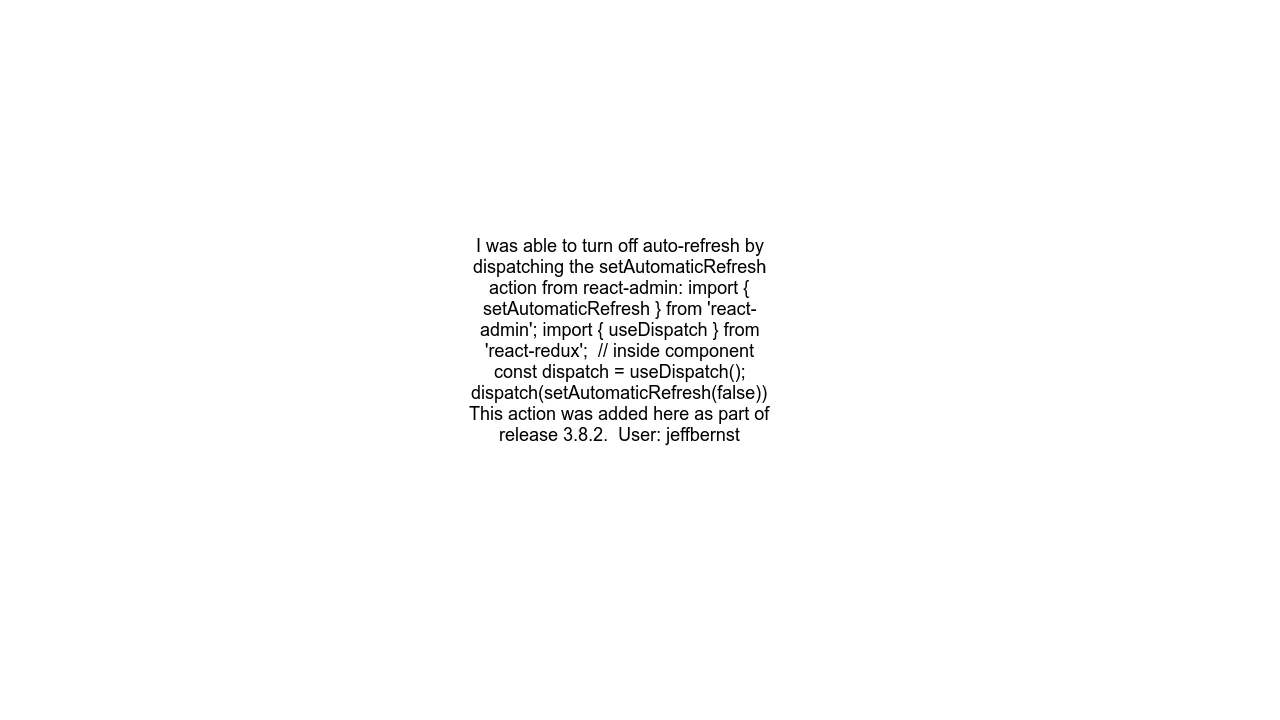 I was able to turn off auto-refresh by
dispatching the setAutomaticRefresh
action from react-admin: import {
setAutomaticRefresh } from 'react-
admin'; import { useDispatch } from
'react-redux';  // inside component
const dispatch = useDispatch();
dispatch(setAutomaticRefresh(false))
This action was added here as part of
release 3.8.2.  User: jeffbernst